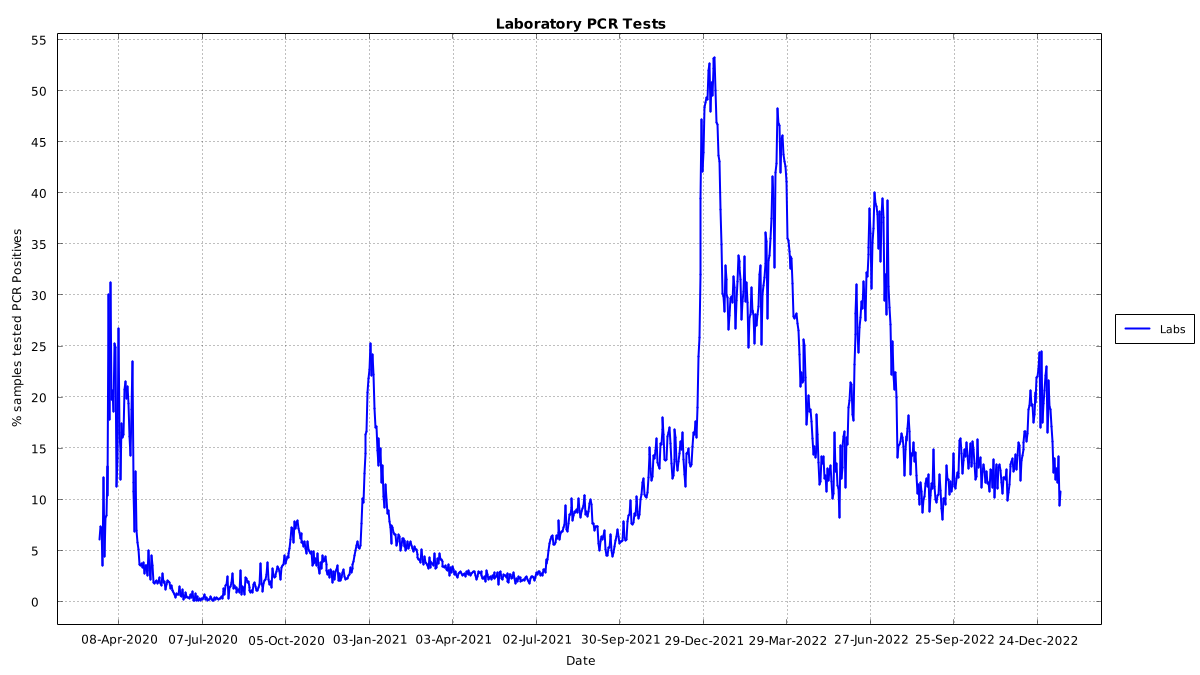 Laboratory PCR Tests
% samples tested PCR Positives
55
50
45
40
35
30
25
20
15
10
5
0
08-Apr-2020 07-Jul-2020 05-Oct-2020 03-Jan-2021 03-Apr-2021 02-Jul-2021 30-Sep-2021 29-Dec-2021 29-Mar-2022 27-Jun-2022 25-Sep-2022 24-Dec-2022
Date
Labs